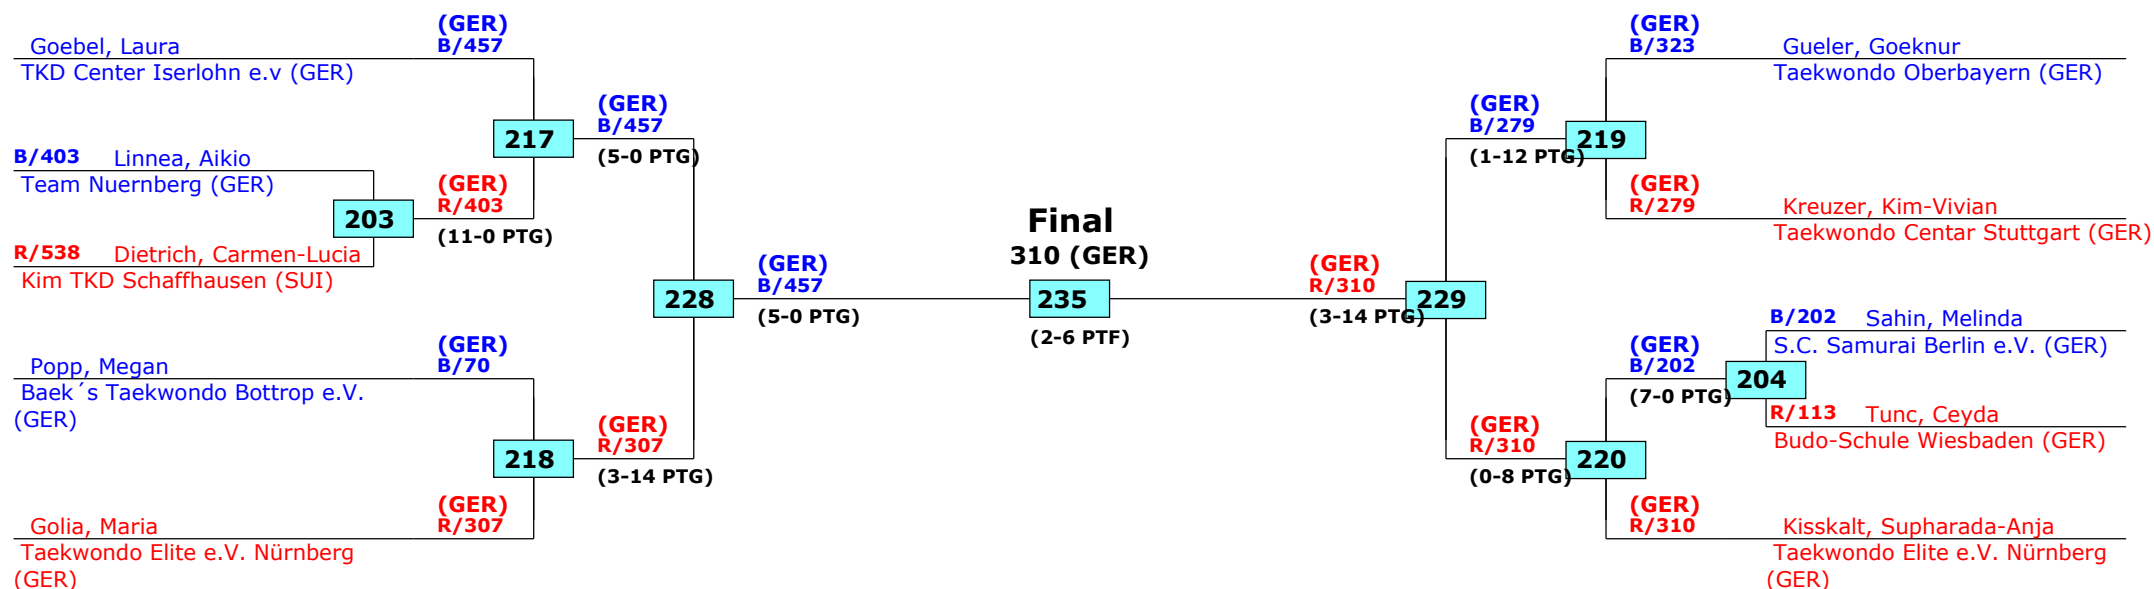 (GER)
B/457
Goebel, Laura
TKD Center Iserlohn e.v (GER)
217
(GER)
B/457
(5-0 PTG)
B/403 Linnea, Aikio
Team Nuernberg (GER)
203
(GER)
R/403
(11-0 PTG)
R/538 Dietrich, Carmen-Lucia
Kim TKD Schaffhausen (SUI)
228
(GER)
B/457
(5-0 PTG)
(GER)
B/70
Popp, Megan
Baek´s Taekwondo Bottrop e.V.
(GER)
218
(GER)
R/307
(3-14 PTG)
(GER)
R/307
Golia, Maria
Taekwondo Elite e.V. Nürnberg
(GER)
Final
310 (GER)
235
(2-6 PTF)
(GER)
R/310
(3-14 PTG)
229
(GER)
B/279
(1-12 PTG)
219
(GER)
B/323
Gueler, Goeknur
Taekwondo Oberbayern (GER)
(GER)
R/279
Kreuzer, Kim-Vivian
Taekwondo Centar Stuttgart (GER)
B/202 Sahin, Melinda
S.C. Samurai Berlin e.V. (GER)
(GER)
B/202
(7-0 PTG)
204
R/113 Tunc, Ceyda
Budo-Schule Wiesbaden (GER)
(GER)
R/310
(0-8 PTG)
220
(GER)
R/310
Kisskalt, Supharada-Anja
Taekwondo Elite e.V. Nürnberg
(GER)